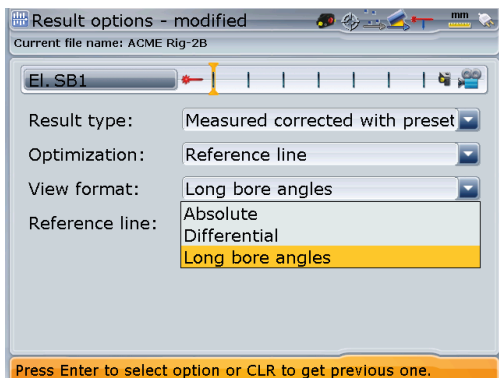 Result options - modified
mm
Current file name: ACME Rig-2B
El. SB1
Result type: Measured corrected with preset
Optimization: Reference line
View format: Long bore angles
Reference line:
Absolute
Differential
Long bore angles
Press Enter to select option or CLR to get previous one.